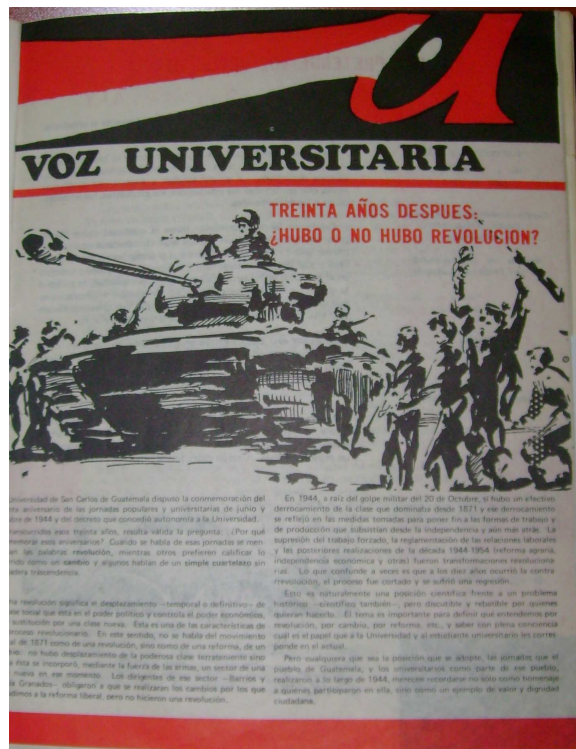 u
VOZ UNIVERSITARIA
TREINTA AÑOS DESPUES:
¿HUBO O NO HUBO REVOLUCION?
universidad de San Carlos de Guatemala dispuso la conmemoración del
aniversario de las jornadas populares y universitarias de junio y
bre de 1944 y del decreto que concedió autonomía a la Universidad.
transcurridos esos treinta años, resulta válida la pregunta: ¿Por qué
memorar esos aniversarios? Cuando se habla de esas jornadas se men-
en las palabras revolución, mientras otros prefieren calificar lo
rido como un cambio y algunos hablan de un simple cuartelazo sin
adera trascendencia.
revolución significa el desplazamiento —temporal o definitivo— de
social que está en el poder político y controla el poder económico,
sustitución por una clase nueva. Esta es una de las características de
proceso revolucionario. En este sentido, no se habla del movimiento
al de 1871 como de una revolución, sino como de una reforma, de un
no hubo desplazamiento de la poderosa clase terrateniente sino
a ésta se incorporó, mediante la fuerza de las armas, un sector de una
nueva en ese momento. Los dirigentes de ese sector —Barrios y
ía Granados— obligaron a que se realizaran los cambios por los que
udimos a la reforma liberal, pero no hicieron una revolución.
En 1944, a raíz del golpe militar del 20 de Octubre, sí hubo un efectivo
derrocamiento de la clase que dominaba desde 1871 y ese derrocamiento
se reflejó en las medidas tomadas para poner fin a las formas de trabajo y
de producción que subsistían desde la independencia y aún más atrás. La
supresión del trabajo forzado, la reglamentación de las relaciones laborales
y las posteriores realizaciones de la década 1944-1954 (reforma agraria,
independencia económica y otras) fueron transformaciones revoluciona-
rias. Lo que confunde a veces es que a los diez años ocurrió la contra
rrevolución, el proceso fue cortado y se sufrió una regresión.
Esto es naturalmente una posición científica frente a un problema
histórico —científico también—, pero discutible y rebatible por quienes
quieran hacerlo. El tema es importante para definir qué entendemos por
revolución, por cambio, por reforma, etc., y saber con plena conciencia
cuál es el papel que a la Universidad y al estudiante universitario les corres
ponde en el actual.
Pero cualquiera que sea la posición que se adopte, las jornadas que el
pueblo de Guatemala, y los universitarios como parte de ese pueblo,
realizaron a lo largo de 1944, merecen recordarse no sólo como homenaje
a quienes participaron en ella, sino como un ejemplo de valor y dignidad
ciudadana.